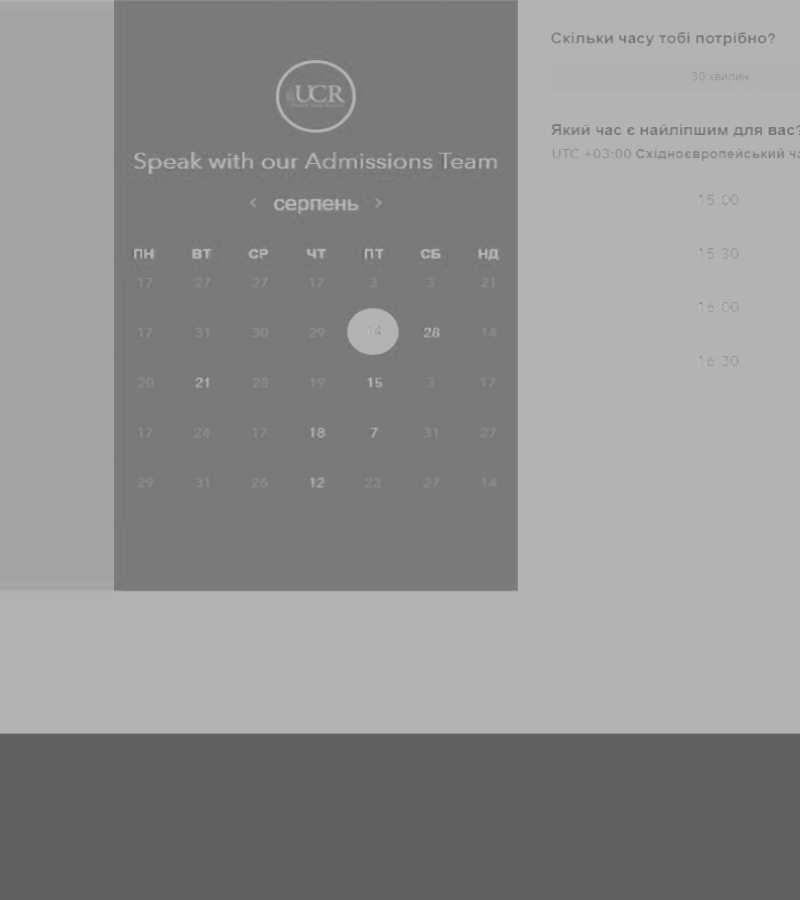 UCR
Speak with our Admissions Team
< серпень >
ПН ВТ СР ЧТ ПТ СБ НД
17 27 27 17 3 3 21
17 31 30 29 14 28 14
20 21 28 19 15 3 17
17 24 17 18 7 31 27
29 31 26 12 23 27 14
Скільки часу тобі потрібно?
30 хвилин
Який час є найліпшим для вас?
UTC +03:00 Східноєвропейський ча
15:00
15:30
16:00
16:30